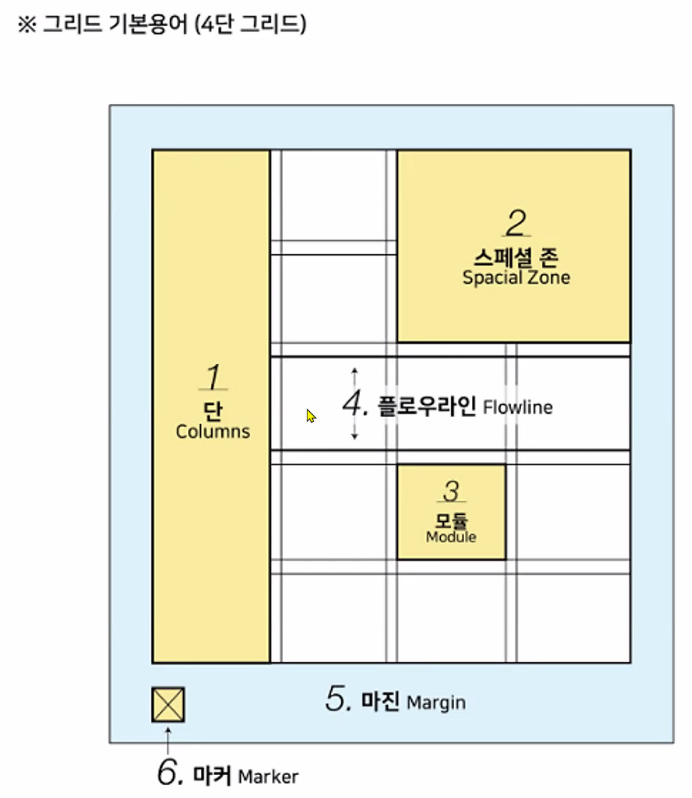 ※ 그리드 기본용어 (4단 그리드)
1
단
Columns
2
스페셜 존
Spacial Zone
4. 플로우라인 Flowline
3
모듈
Module
5. 마진 Margin
6. 마커 Marker